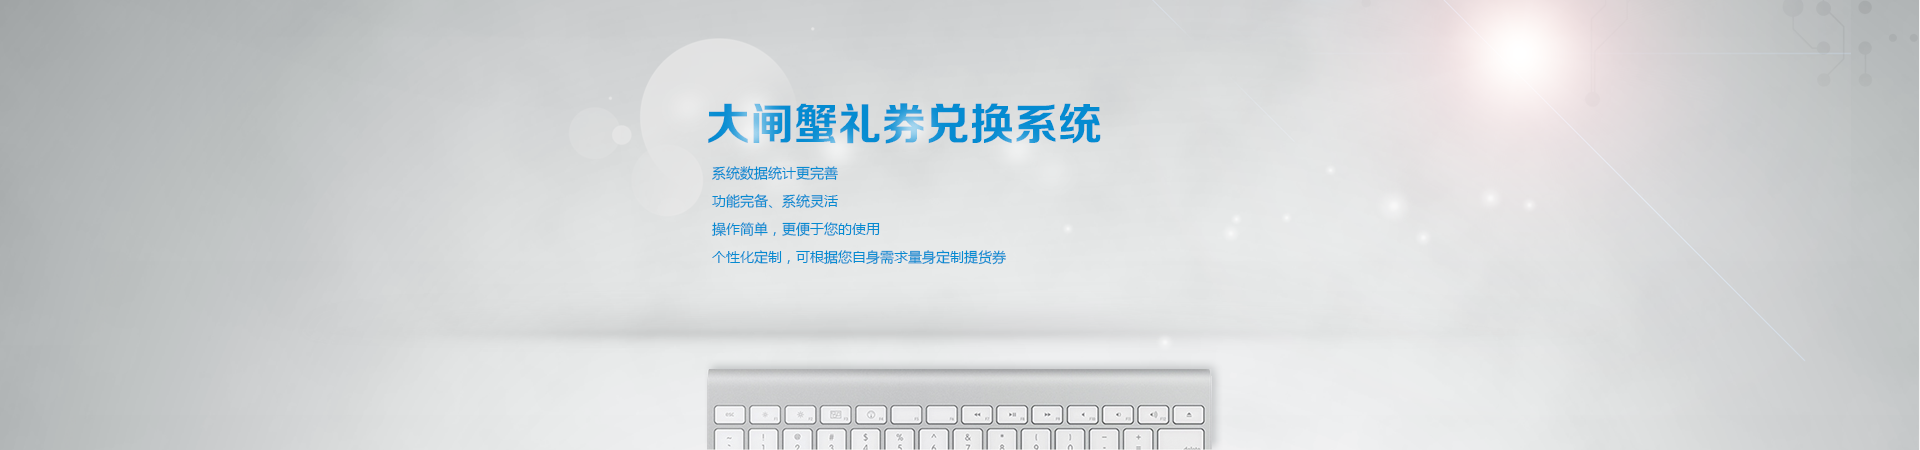 大闸蟹礼券兑换系统
系统数据统计更完善
功能完备、系统灵活
操作简单，更便于您的使用
个性化定制，可根据您自身需求量身定制提货券